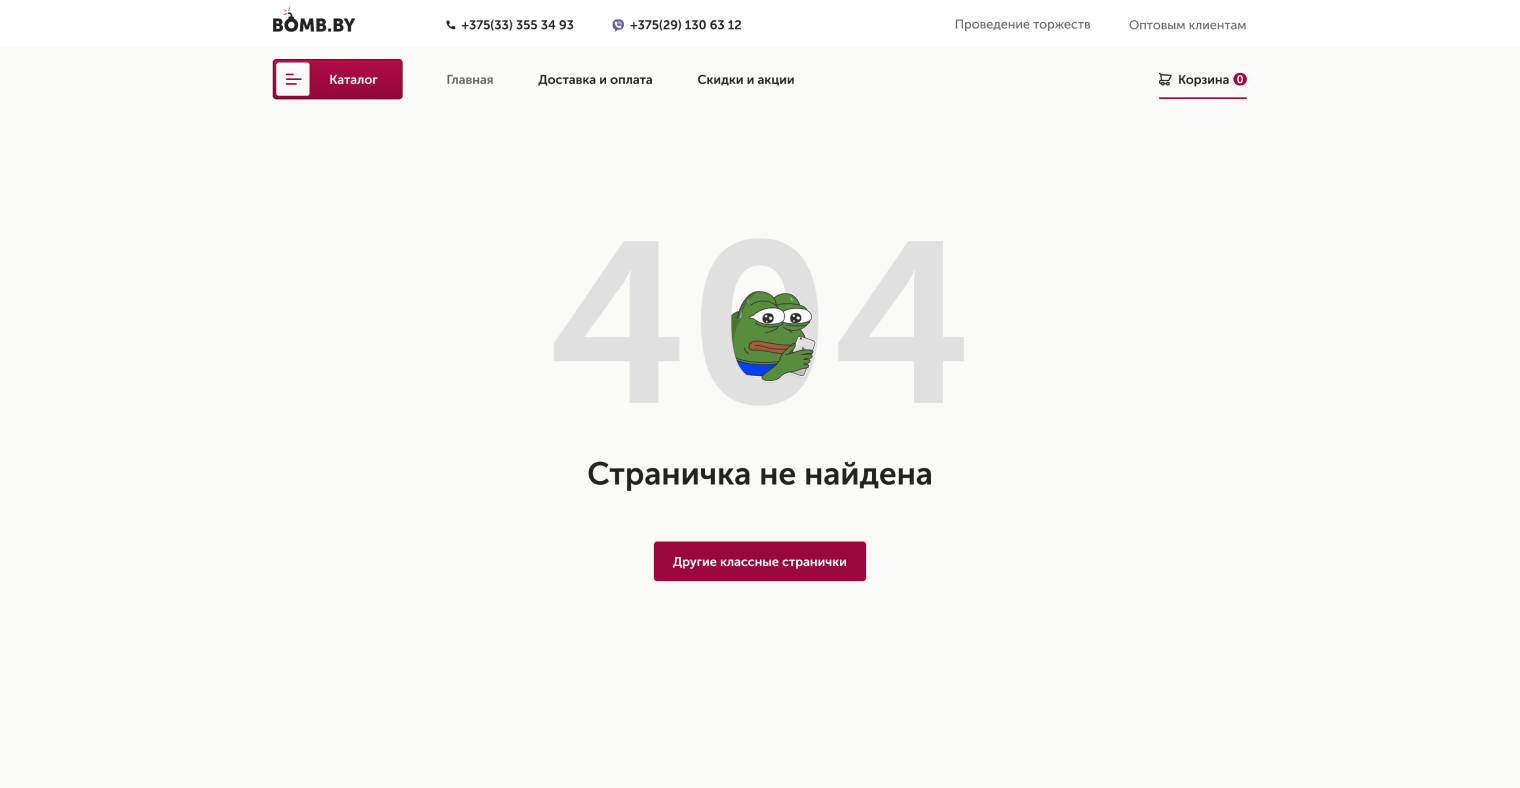 BOMB.BY
+375(33) 355 34 93
+375(29) 130 63 12
Проведение торжеств
Оптовым клиентам
Каталог
Главная
Доставка и оплата
Скидки и акции
Корзина 0
404
Страничка не найдена
Другие классные странички